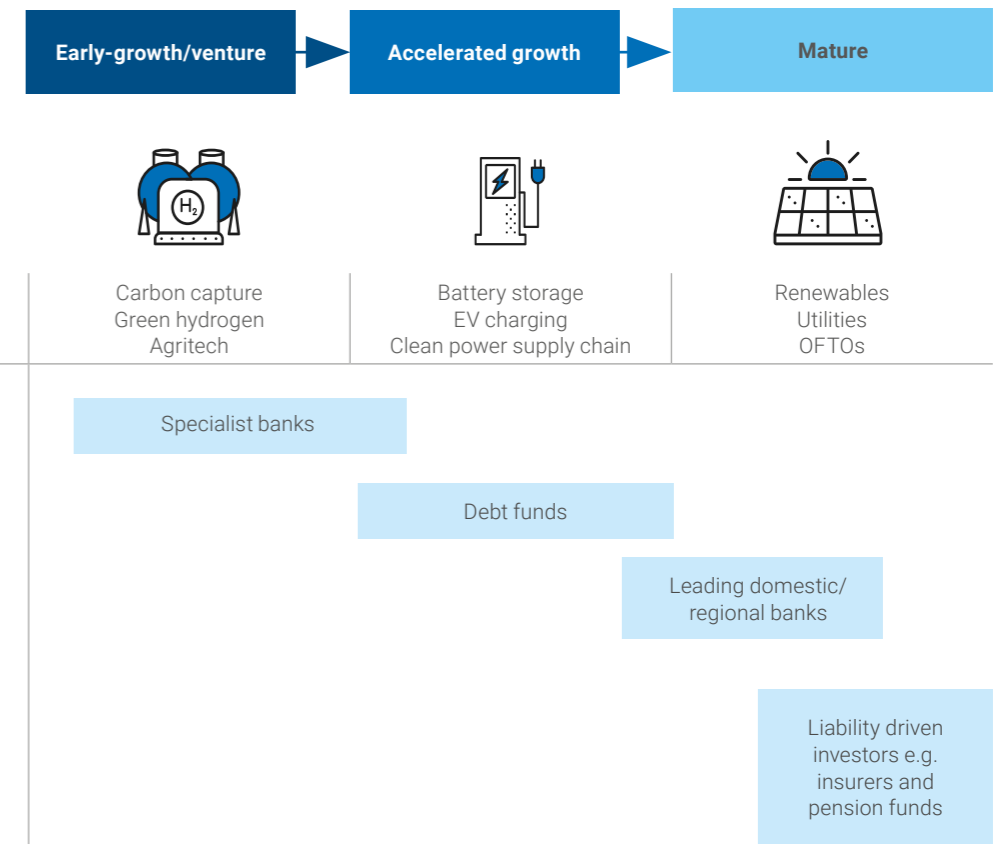 Early-growth/venture
Accelerated growth
Mature
H₂
Carbon capture
Green hydrogen
Agritech
Battery storage
EV charging
Clean power supply chain
Renewables
Utilities
OFTOs
Specialist banks
Debt funds
Leading domestic/
regional banks
Liability driven
investors e.g.
insurers and
pension funds